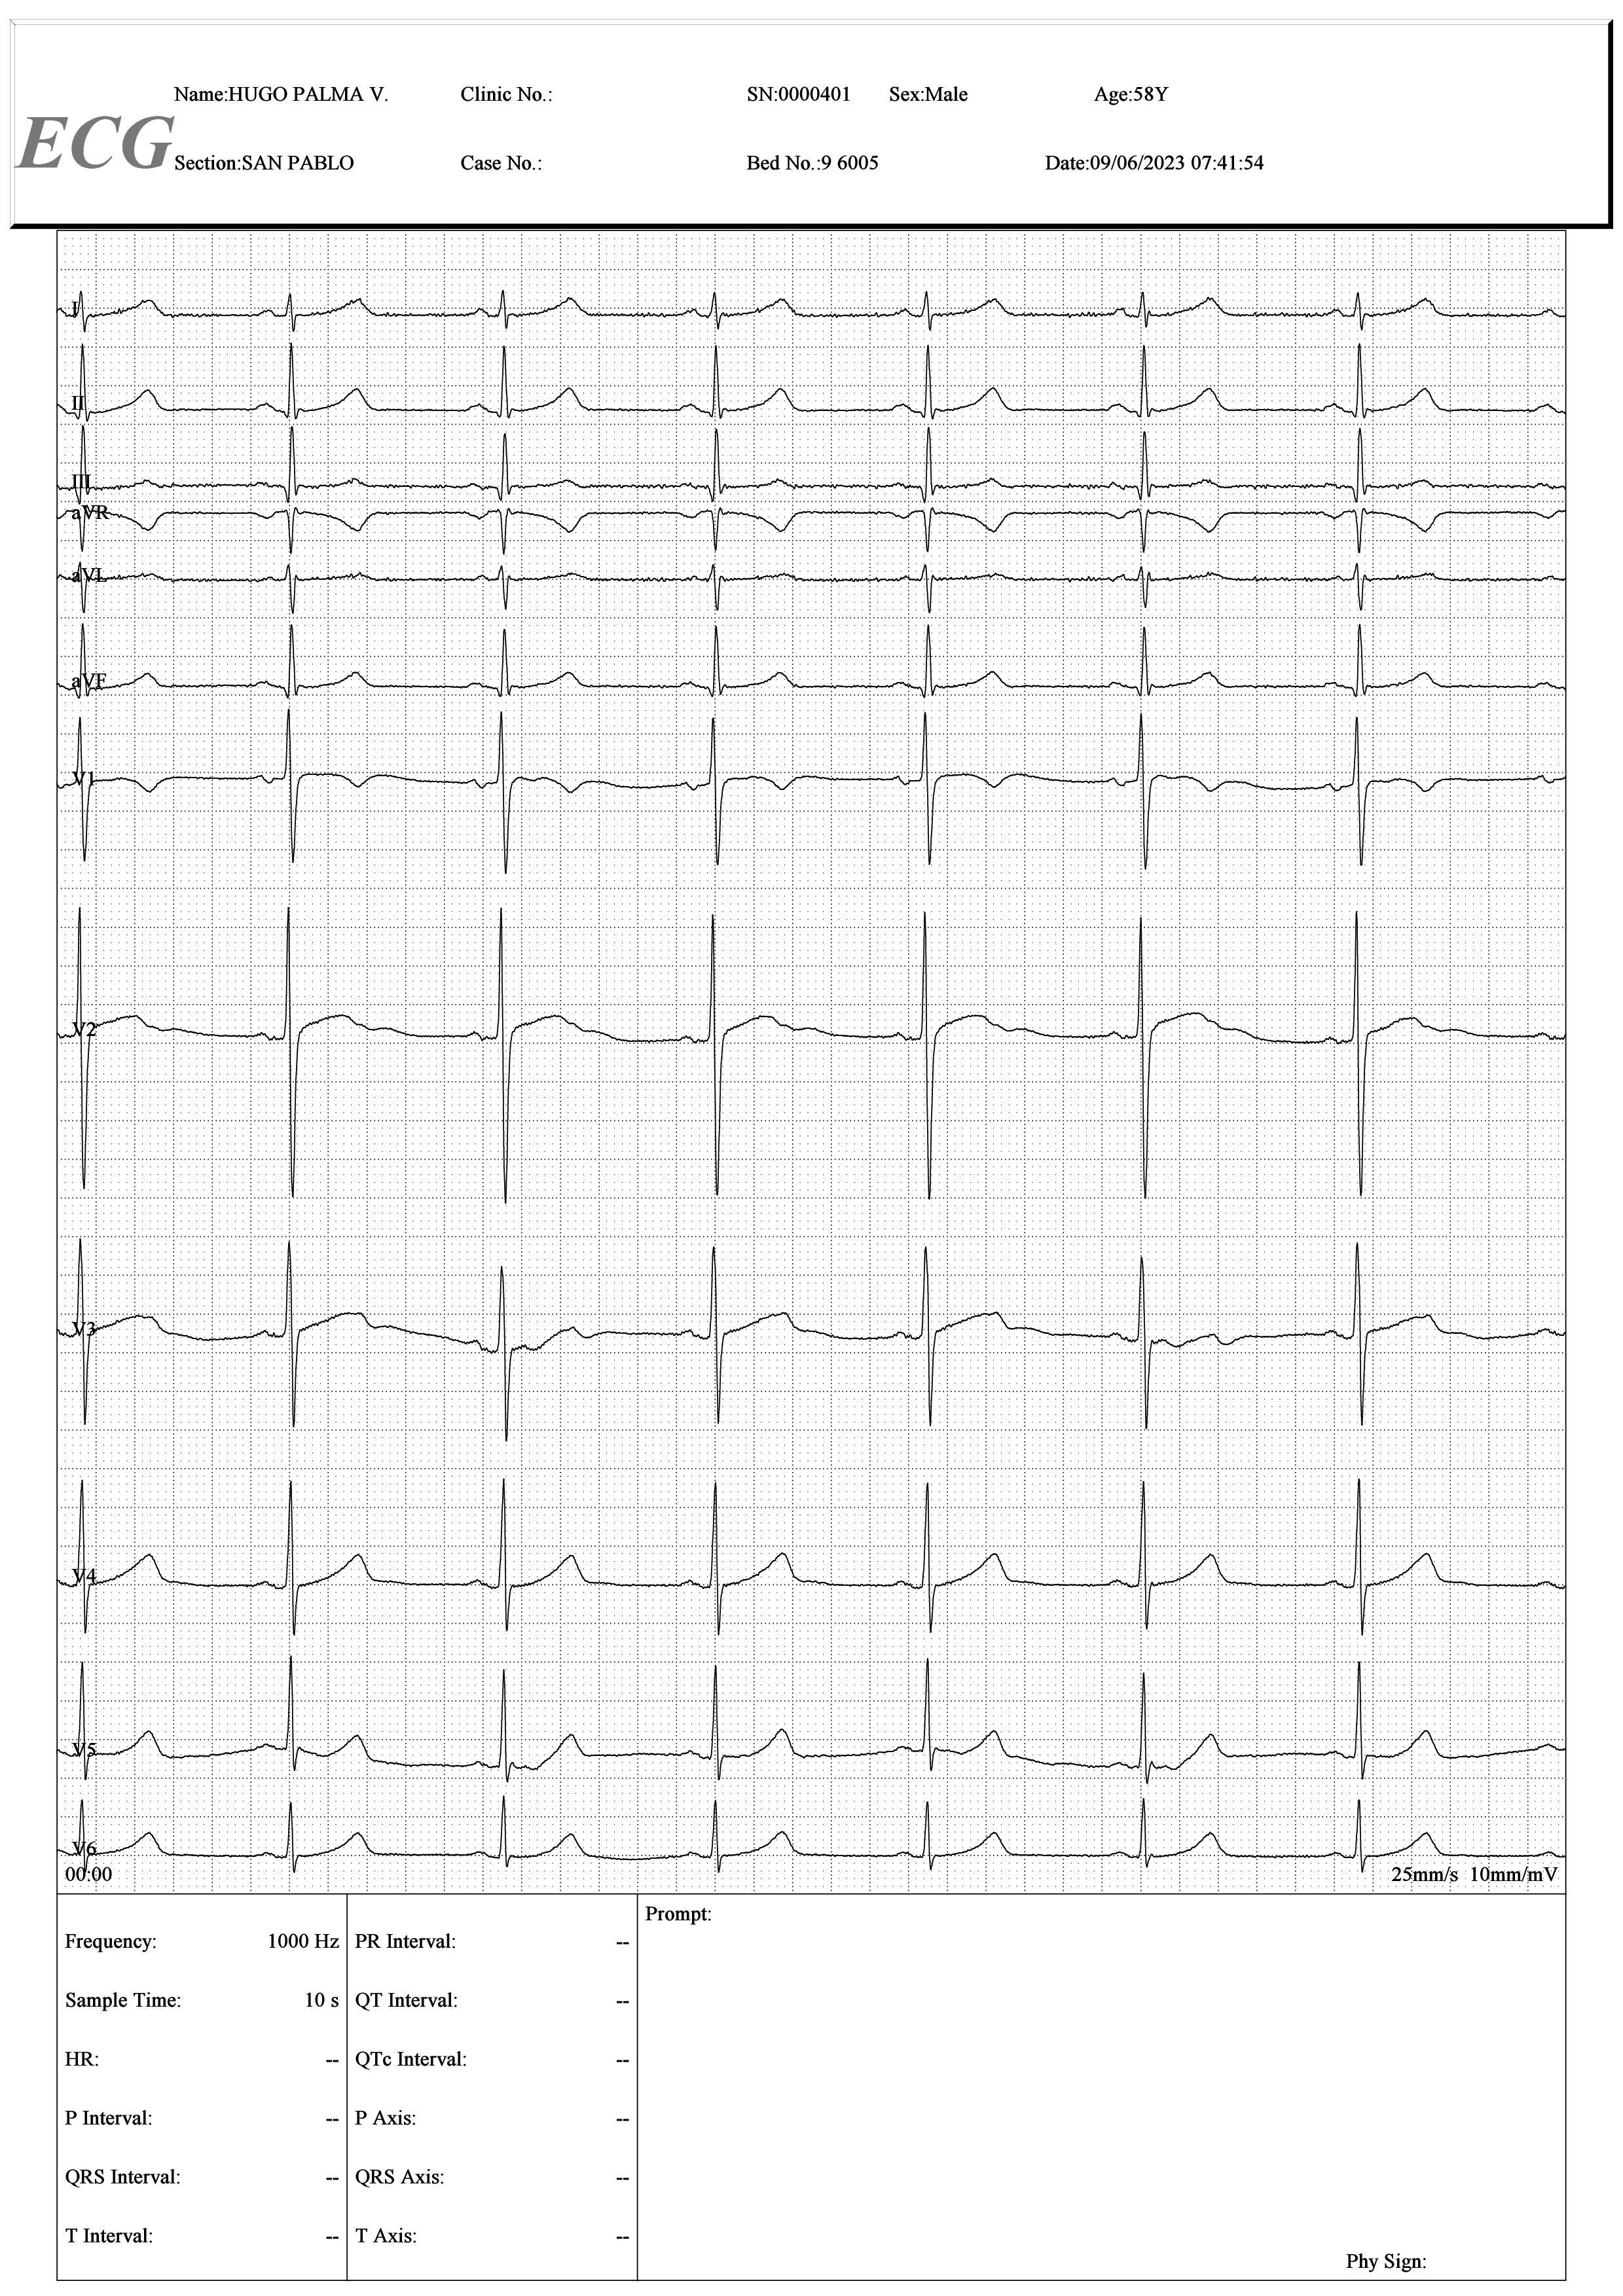 ECG
Name:HUGO PALMA V. Clinic No.: SN:0000401 Sex:Male Age:58Y
Section:SAN PABLO Case No.: Bed No.:9 6005 Date:09/06/2023 07:41:54
I
II
III
aVR
aVL
aVF
V1
V2
V3
V4
V5
V6
00:00 25mm/s 10mm/mV
Prompt:
Frequency: 1000 Hz PR Interval: --
Sample Time: 10 s QT Interval: --
HR: -- QTc Interval: --
P Interval: -- P Axis: --
QRS Interval: -- QRS Axis: --
T Interval: -- T Axis: --
Phy Sign: